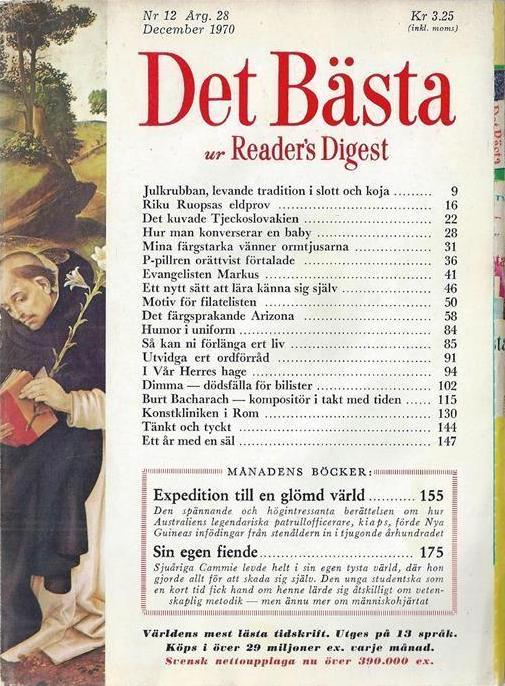 Nr 12 Årg. 28 Kr 3.25
December 1970 (inkl. moms)
Det Bästa
ur Reader's Digest
Julkrubban, levande tradition i slott och koja ......... 9
Riku Ruopsas eldprov ......... 16
Det kuvade Tjeckoslovakien ......... 22
Hur man konverserar en baby ......... 28
Mina färgstarka vänner ormtjusarna ......... 31
P-pillren orättvist förtalade ......... 36
Evangelisten Markus ......... 41
Ett nytt sätt att lära känna sig själv ......... 46
Motiv för filatelisten ......... 50
Det färgsprakande Arizona ......... 58
Humor i uniform ......... 84
Så kan ni förlänga ert liv ......... 85
Utvidga ert ordförråd ......... 91
I Vår Herres hage ......... 94
Dimma — dödsfälla för bilister ......... 102
Burt Bacharach — kompositör i takt med tiden ...... 115
Konstkliniken i Rom ......... 130
Tänkt och tyckt ......... 144
Ett år med en säl ......... 147
MÅNADENS BÖCKER:
Expedition till en glömd värld ........... 155
Den spännande och högintressanta berättelsen om hur
Australiens legendariska patrullofficerare, kiaps, förde Nya
Guineas infödingar från stenåldern in i tjugonde århundradet
Sin egen fiende ......... 175
Sjuåriga Cammie levde helt i sin egen tysta värld, där hon
gjorde allt för att skada sig själv. Den unga studentska som
en kort tid fick hand om henne lärde sig åtskilligt om veten-
skaplig metodik — men ännu mer om människohjärtat
Världens mest lästa tidskrift. Utges på 13 språk.
Köps i över 29 miljoner ex. varje månad.
Svensk nettoupplaga nu över 390.000 ex.